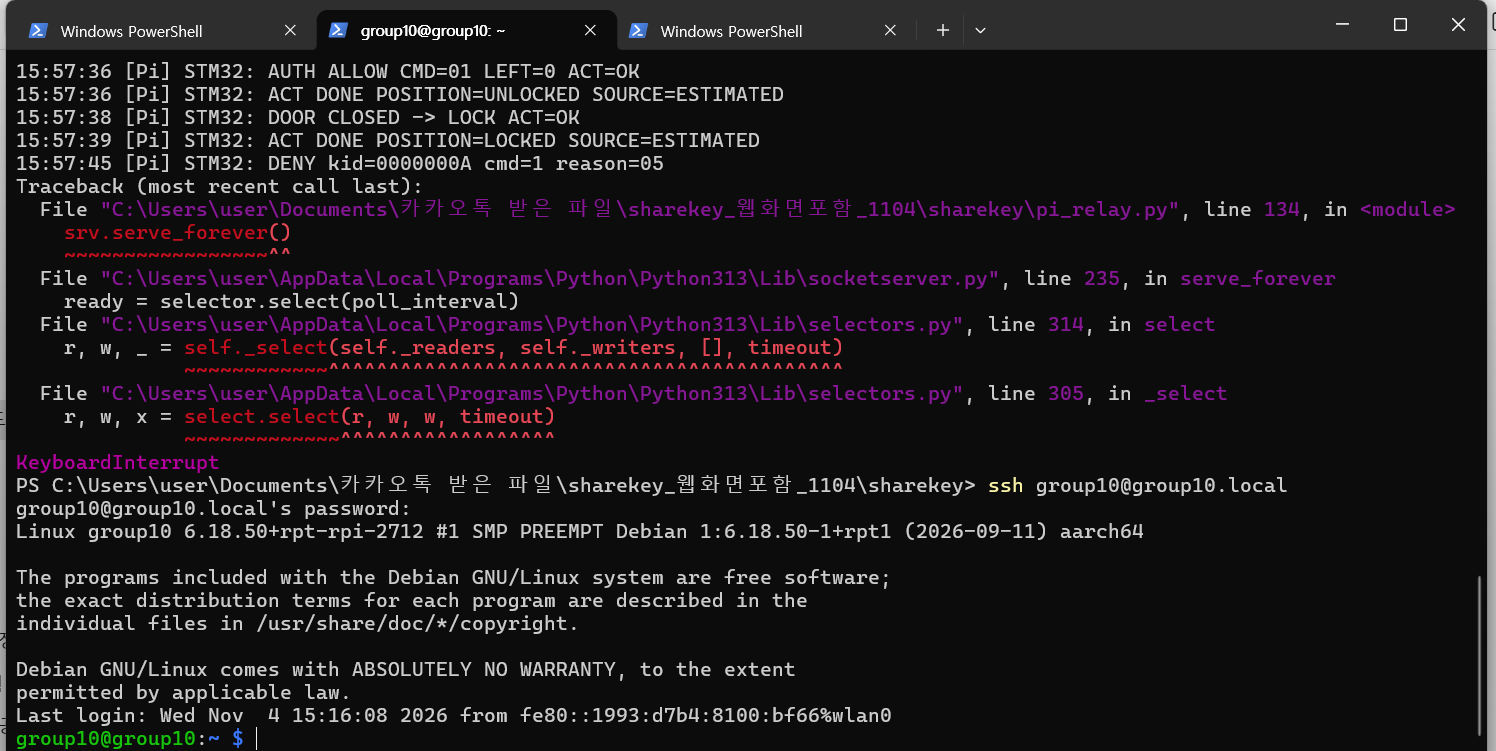 Windows PowerShell
group10@group10: ~
Windows PowerShell
15:57:36 [Pi] STM32: AUTH ALLOW CMD=01 LEFT=0 ACT=OK
15:57:36 [Pi] STM32: ACT DONE POSITION=UNLOCKED SOURCE=ESTIMATED
15:57:38 [Pi] STM32: DOOR CLOSED -> LOCK ACT=OK
15:57:39 [Pi] STM32: ACT DONE POSITION=LOCKED SOURCE=ESTIMATED
15:57:45 [Pi] STM32: DENY kid=0000000A cmd=1 reason=05
Traceback (most recent call last):
  File "C:\Users\user\Documents\카카오톡 받은 파일\sharekey_웹화면포함_1104\sharekey\pi_relay.py", line 134, in <module>
    srv.serve_forever()
    ~~~~~~~~~~~~~~~~~^^
  File "C:\Users\user\AppData\Local\Programs\Python\Python313\Lib\socketserver.py", line 235, in serve_forever
    ready = selector.select(poll_interval)
  File "C:\Users\user\AppData\Local\Programs\Python\Python313\Lib\selectors.py", line 314, in select
    r, w, _ = self._select(self._readers, self._writers, [], timeout)
              ~~~~~~~~~~~~^^^^^^^^^^^^^^^^^^^^^^^^^^^^^^^^^^^^^^^^^^^
  File "C:\Users\user\AppData\Local\Programs\Python\Python313\Lib\selectors.py", line 305, in _select
    r, w, x = select.select(r, w, w, timeout)
              ~~~~~~~~~~~~~^^^^^^^^^^^^^^^^^^
KeyboardInterrupt
PS C:\Users\user\Documents\카카오톡 받은 파일\sharekey_웹화면포함_1104\sharekey> ssh group10@group10.local
group10@group10.local's password:
Linux group10 6.18.50+rpt-rpi-2712 #1 SMP PREEMPT Debian 1:6.18.50-1+rpt1 (2026-09-11) aarch64

The programs included with the Debian GNU/Linux system are free software;
the exact distribution terms for each program are described in the
individual files in /usr/share/doc/*/copyright.

Debian GNU/Linux comes with ABSOLUTELY NO WARRANTY, to the extent
permitted by applicable law.
Last login: Wed Nov  4 15:16:08 2026 from fe80::1993:d7b4:8100:bf66%wlan0
group10@group10:~ $